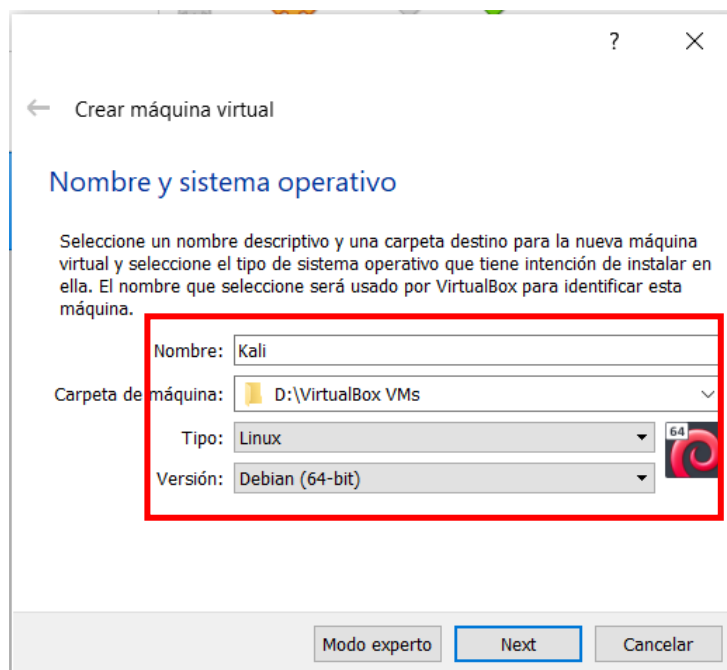 ?
Crear máquina virtual
Nombre y sistema operativo
Seleccione un nombre descriptivo y una carpeta destino para la nueva máquina
virtual y seleccione el tipo de sistema operativo que tiene intención de instalar en
ella. El nombre que seleccione será usado por VirtualBox para identificar esta
máquina.
Nombre: Kali
Carpeta de máquina: D:\VirtualBox VMs
Tipo: Linux
64
Versión: Debian (64-bit)
Modo experto Next Cancelar